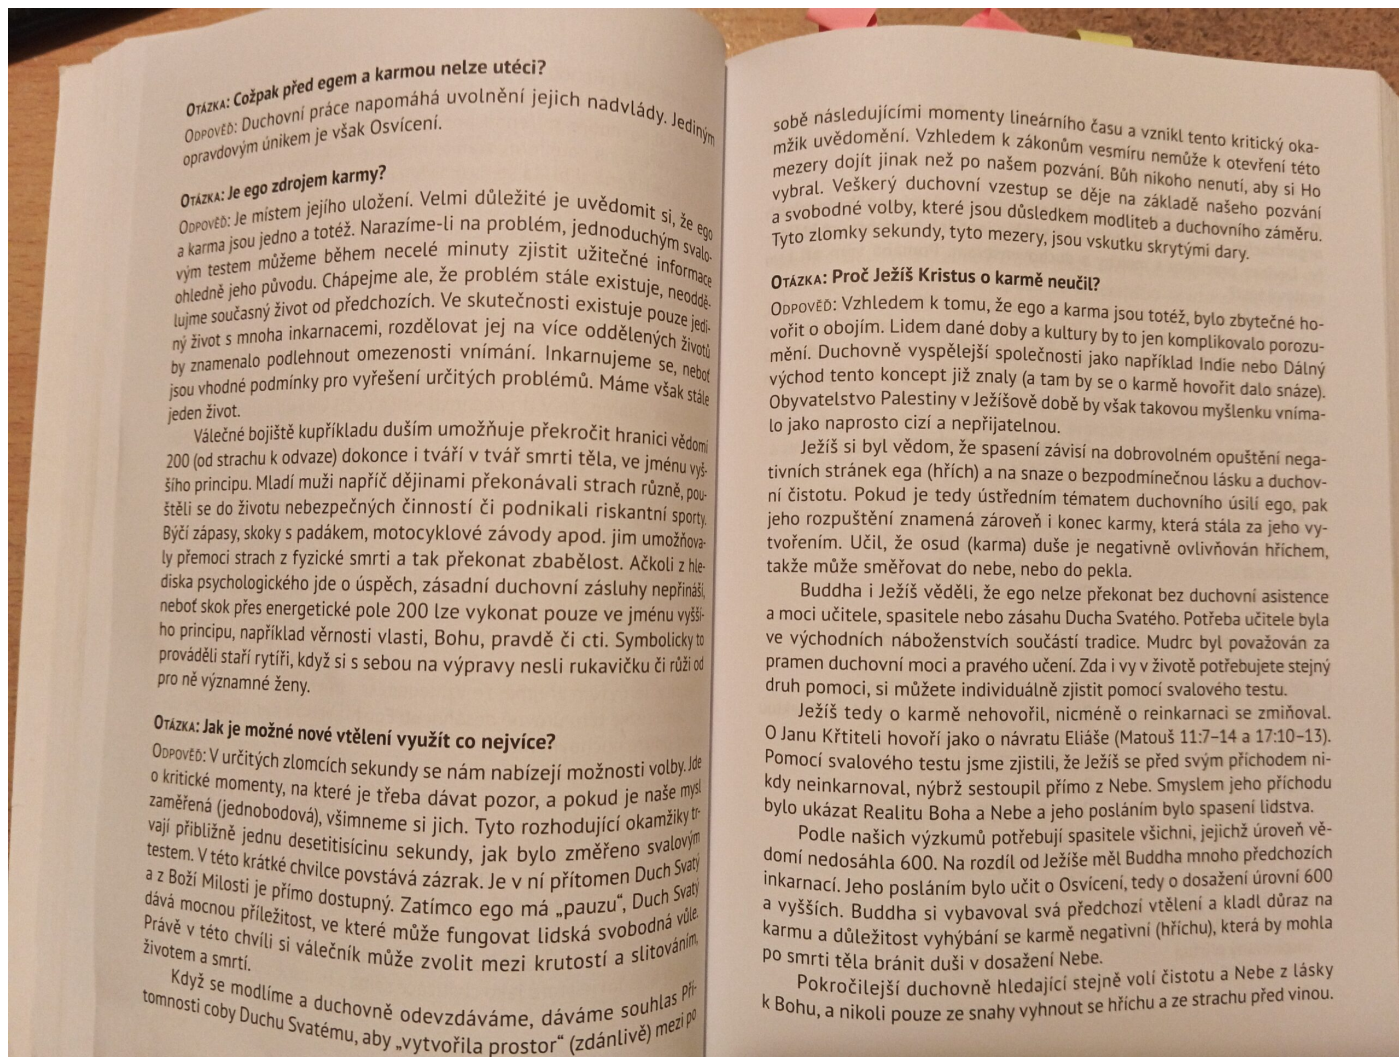 OTÁZKA: Cožpak před egem a karmou nelze utéci?
ODPOVĚĎ: Duchovní práce napomáhá uvolnění jejich nadvlády. Jediným
opravdovým únikem je však Osvícení.
OTÁZKA: Je ego zdrojem karmy?
ODPOVĚĎ: Je místem jejího uložení. Velmi důležité je uvědomit si, že ego
a karma jsou jedno a totéž. Narazíme-li na problém, jednoduchým svalo-
vým testem můžeme během necelé minuty zjistit užitečné informace
ohledně jeho původu. Chápejme ale, že problém stále existuje, neoddě-
lujme současný život od předchozích. Ve skutečnosti existuje pouze jedi-
ný život s mnoha inkarnacemi, rozdělovat jej na více oddělených životů
by znamenalo podlehnout omezenosti vnímání. Inkarnujeme se, neboť
jsou vhodné podmínky pro vyřešení určitých problémů. Máme však stále
jeden život.
Válečné bojiště kupříkladu duším umožňuje překročit hranici vědomí
200 (od strachu k odvaze) dokonce i tváří v tvář smrti těla, ve jménu vyš-
šího principu. Mladí muži napříč dějinami překonávali strach různě, pou-
štěli se do životu nebezpečných činností či podnikali riskantní sporty.
Býčí zápasy, skoky s padákem, motocyklové závody apod. jim umožňova-
ly přemoci strach z fyzické smrti a tak překonat zbabělost. Ačkoli z hle-
diska psychologického jde o úspěch, zásadní duchovní zásluhy nepřináší,
neboť skok přes energetické pole 200 lze vykonat pouze ve jménu vyšší-
ho principu, například věrnosti vlasti, Bohu, pravdě či cti. Symbolicky to
prováděli staří rytíři, když si s sebou na výpravy nesli rukavičku či růži od
pro ně významné ženy.
OTÁZKA: Jak je možné nové vtělení využít co nejvíce?
ODPOVĚĎ: V určitých zlomcích sekundy se nám nabízejí možnosti volby. Jde
o kritické momenty, na které je třeba dávat pozor, a pokud je naše mysl
zaměřená (jednobodová), všimneme si jich. Tyto rozhodující okamžiky tr-
vají přibližně jednu desetitisícinu sekundy, jak bylo změřeno svalovým
testem. V této krátké chvilce povstává zázrak. Je v ní přítomen Duch Svatý
a z Boží Milosti je přímo dostupný. Zatímco ego má „pauzu“, Duch Svatý
dává mocnou příležitost, ve které může fungovat lidská svobodná vůle.
Právě v této chvíli si válečník může zvolit mezi krutostí a slitováním,
životem a smrtí.
Když se modlíme a duchovně odevzdáváme, dáváme souhlas Pří-
tomnosti coby Duchu Svatému, aby „vytvořila prostor“ (zdánlivě) mezi po
sobě následujícími momenty lineárního času a vznikl tento kritický oka-
mžik uvědomění. Vzhledem k zákonům vesmíru nemůže k otevření této
mezery dojít jinak než po našem pozvání. Bůh nikoho nenutí, aby si Ho
vybral. Veškerý duchovní vzestup se děje na základě našeho pozvání
a svobodné volby, které jsou důsledkem modliteb a duchovního záměru.
Tyto zlomky sekundy, tyto mezery, jsou vskutku skrytými dary.
OTÁZKA: Proč Ježíš Kristus o karmě neučil?
ODPOVĚĎ: Vzhledem k tomu, že ego a karma jsou totéž, bylo zbytečné ho-
vořit o obojím. Lidem dané doby a kultury by to jen komplikovalo porozu-
mění. Duchovně vyspělejší společnosti jako například Indie nebo Dálný
východ tento koncept již znaly (a tam by se o karmě hovořit dalo snáze).
Obyvatelstvo Palestiny v Ježíšově době by však takovou myšlenku vníma-
lo jako naprosto cizí a nepřijatelnou.
Ježíš si byl vědom, že spasení závisí na dobrovolném opuštění nega-
tivních stránek ega (hřích) a na snaze o bezpodmínečnou lásku a duchov-
ní čistotu. Pokud je tedy ústředním tématem duchovního úsilí ego, pak
jeho rozpuštění znamená zároveň i konec karmy, která stála za jeho vy-
tvořením. Učil, že osud (karma) duše je negativně ovlivňován hříchem,
takže může směřovat do nebe, nebo do pekla.
Buddha i Ježíš věděli, že ego nelze překonat bez duchovní asistence
a moci učitele, spasitele nebo zásahu Ducha Svatého. Potřeba učitele byla
ve východních náboženstvích součástí tradice. Mudrc byl považován za
pramen duchovní moci a pravého učení. Zda i vy v životě potřebujete stejný
druh pomoci, si můžete individuálně zjistit pomocí svalového testu.
Ježíš tedy o karmě nehovořil, nicméně o reinkarnaci se zmiňoval.
O Janu Křtiteli hovoří jako o návratu Eliáše (Matouš 11:7–14 a 17:10–13).
Pomocí svalového testu jsme zjistili, že Ježíš se před svým příchodem ni-
kdy neinkarnoval, nýbrž sestoupil přímo z Nebe. Smyslem jeho příchodu
bylo ukázat Realitu Boha a Nebe a jeho posláním bylo spasení lidstva.
Podle našich výzkumů potřebují spasitele všichni, jejichž úroveň vě-
domí nedosáhla 600. Na rozdíl od Ježíše měl Buddha mnoho předchozích
inkarnací. Jeho posláním bylo učit o Osvícení, tedy o dosažení úrovní 600
a vyšších. Buddha si vybavoval svá předchozí vtělení a kladl důraz na
karmu a důležitost vyhýbání se karmě negativní (hříchu), která by mohla
po smrti těla bránit duši v dosažení Nebe.
Pokročilejší duchovně hledající stejně volí čistotu a Nebe z lásky
k Bohu, a nikoli pouze ze snahy vyhnout se hříchu a ze strachu před vinou.